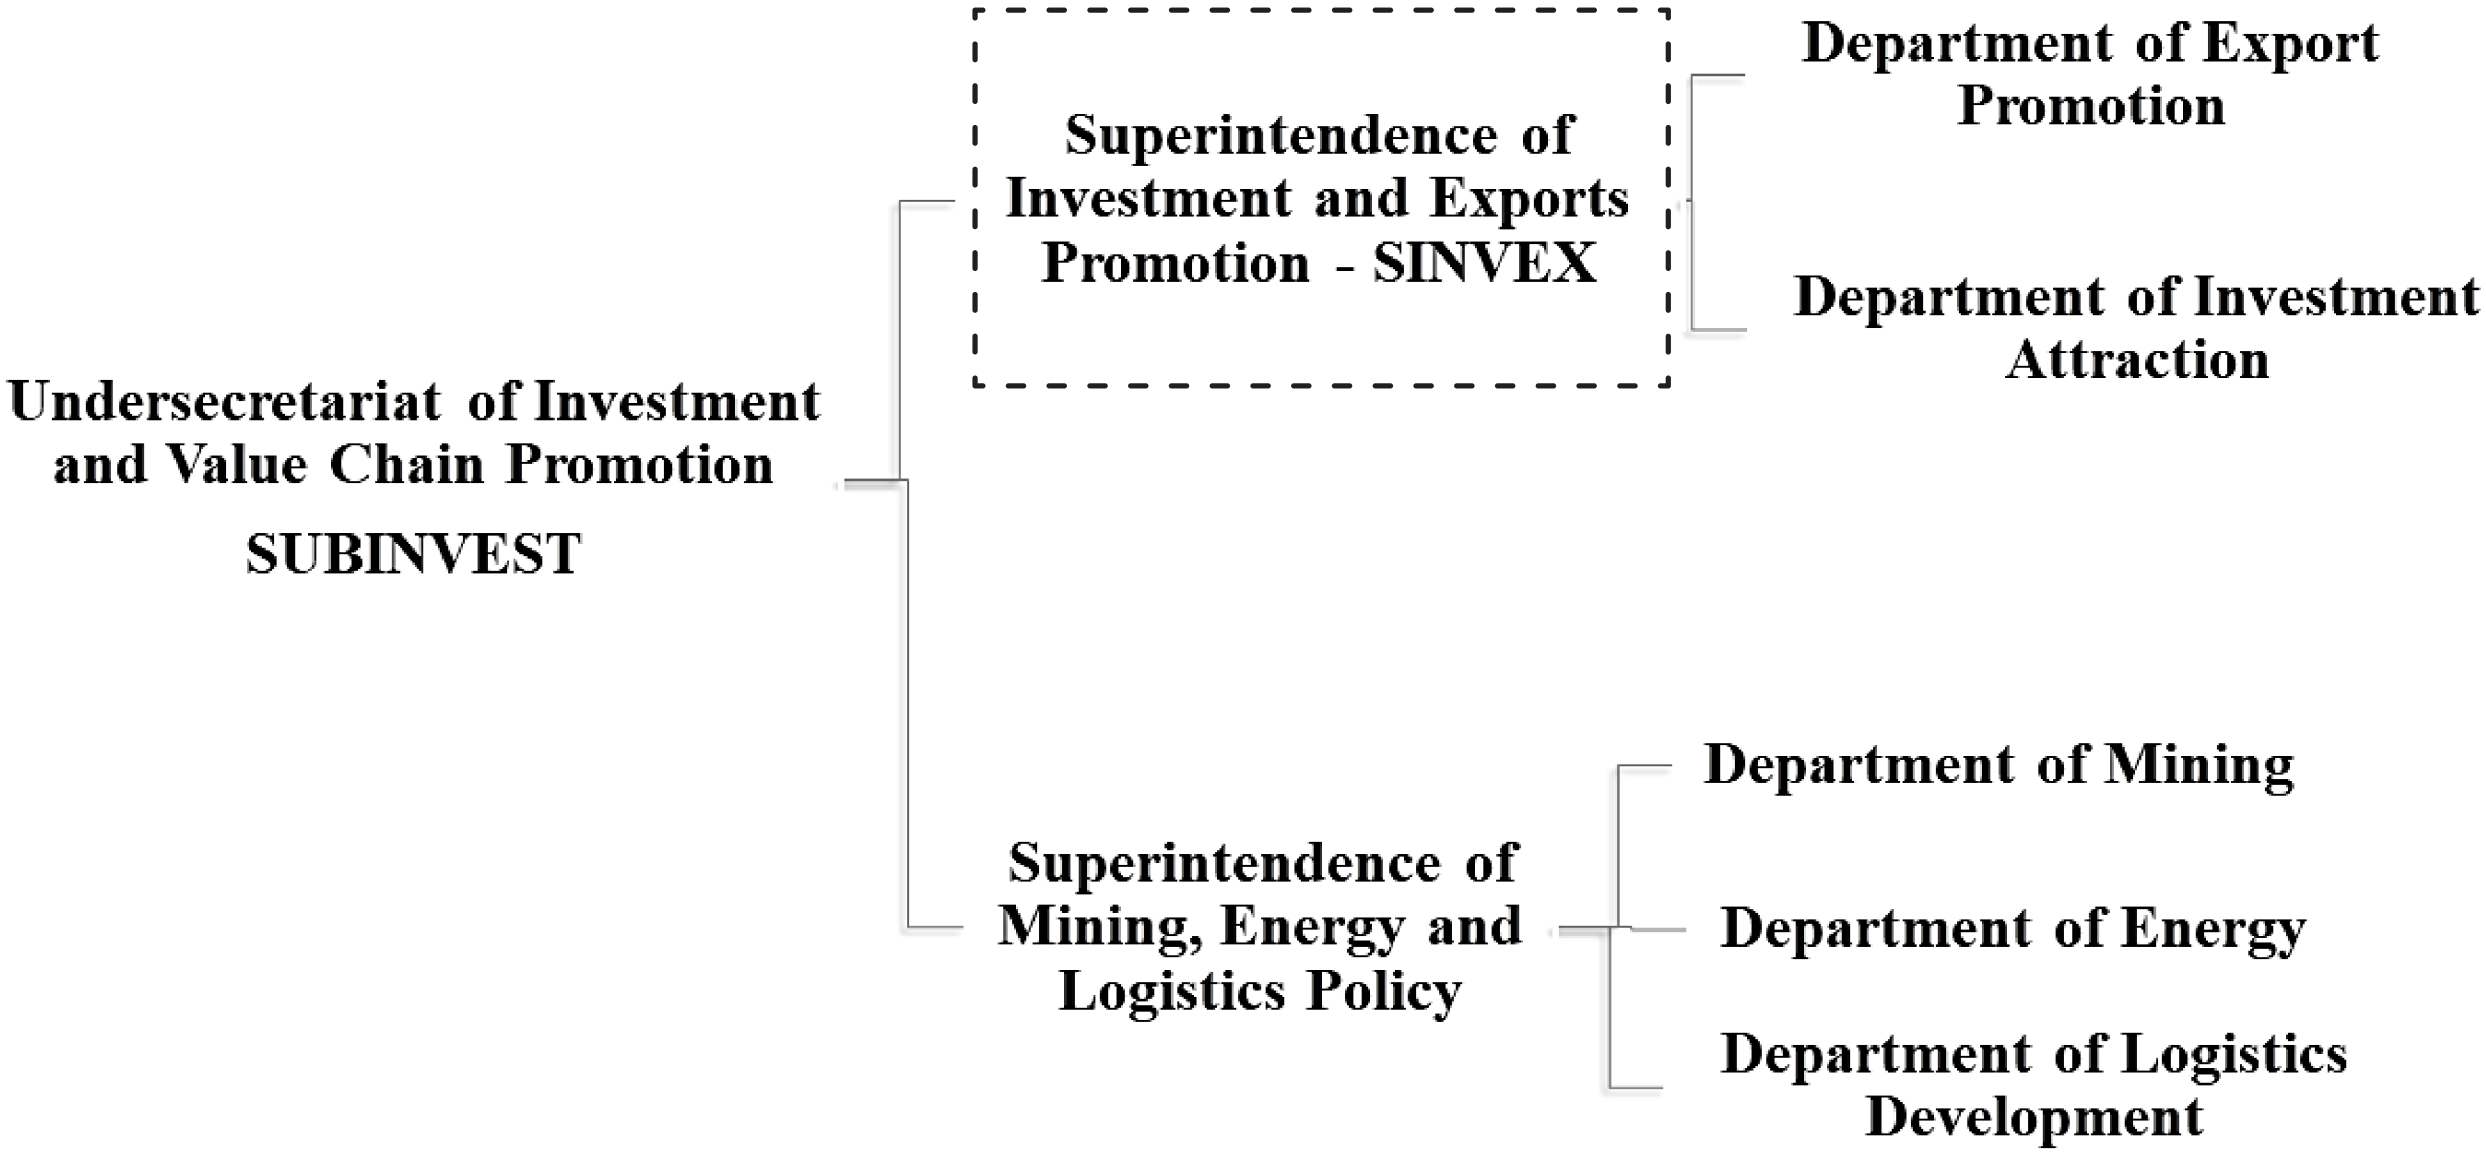 Undersecretariat of Investment
and Value Chain Promotion
SUBINVEST
Superintendence of
Investment and Exports
Promotion - SINVEX
Department of Export
Promotion
Department of Investment
Attraction
Superintendence of
Mining, Energy and
Logistics Policy
Department of Mining
Department of Energy
Department of Logistics
Development